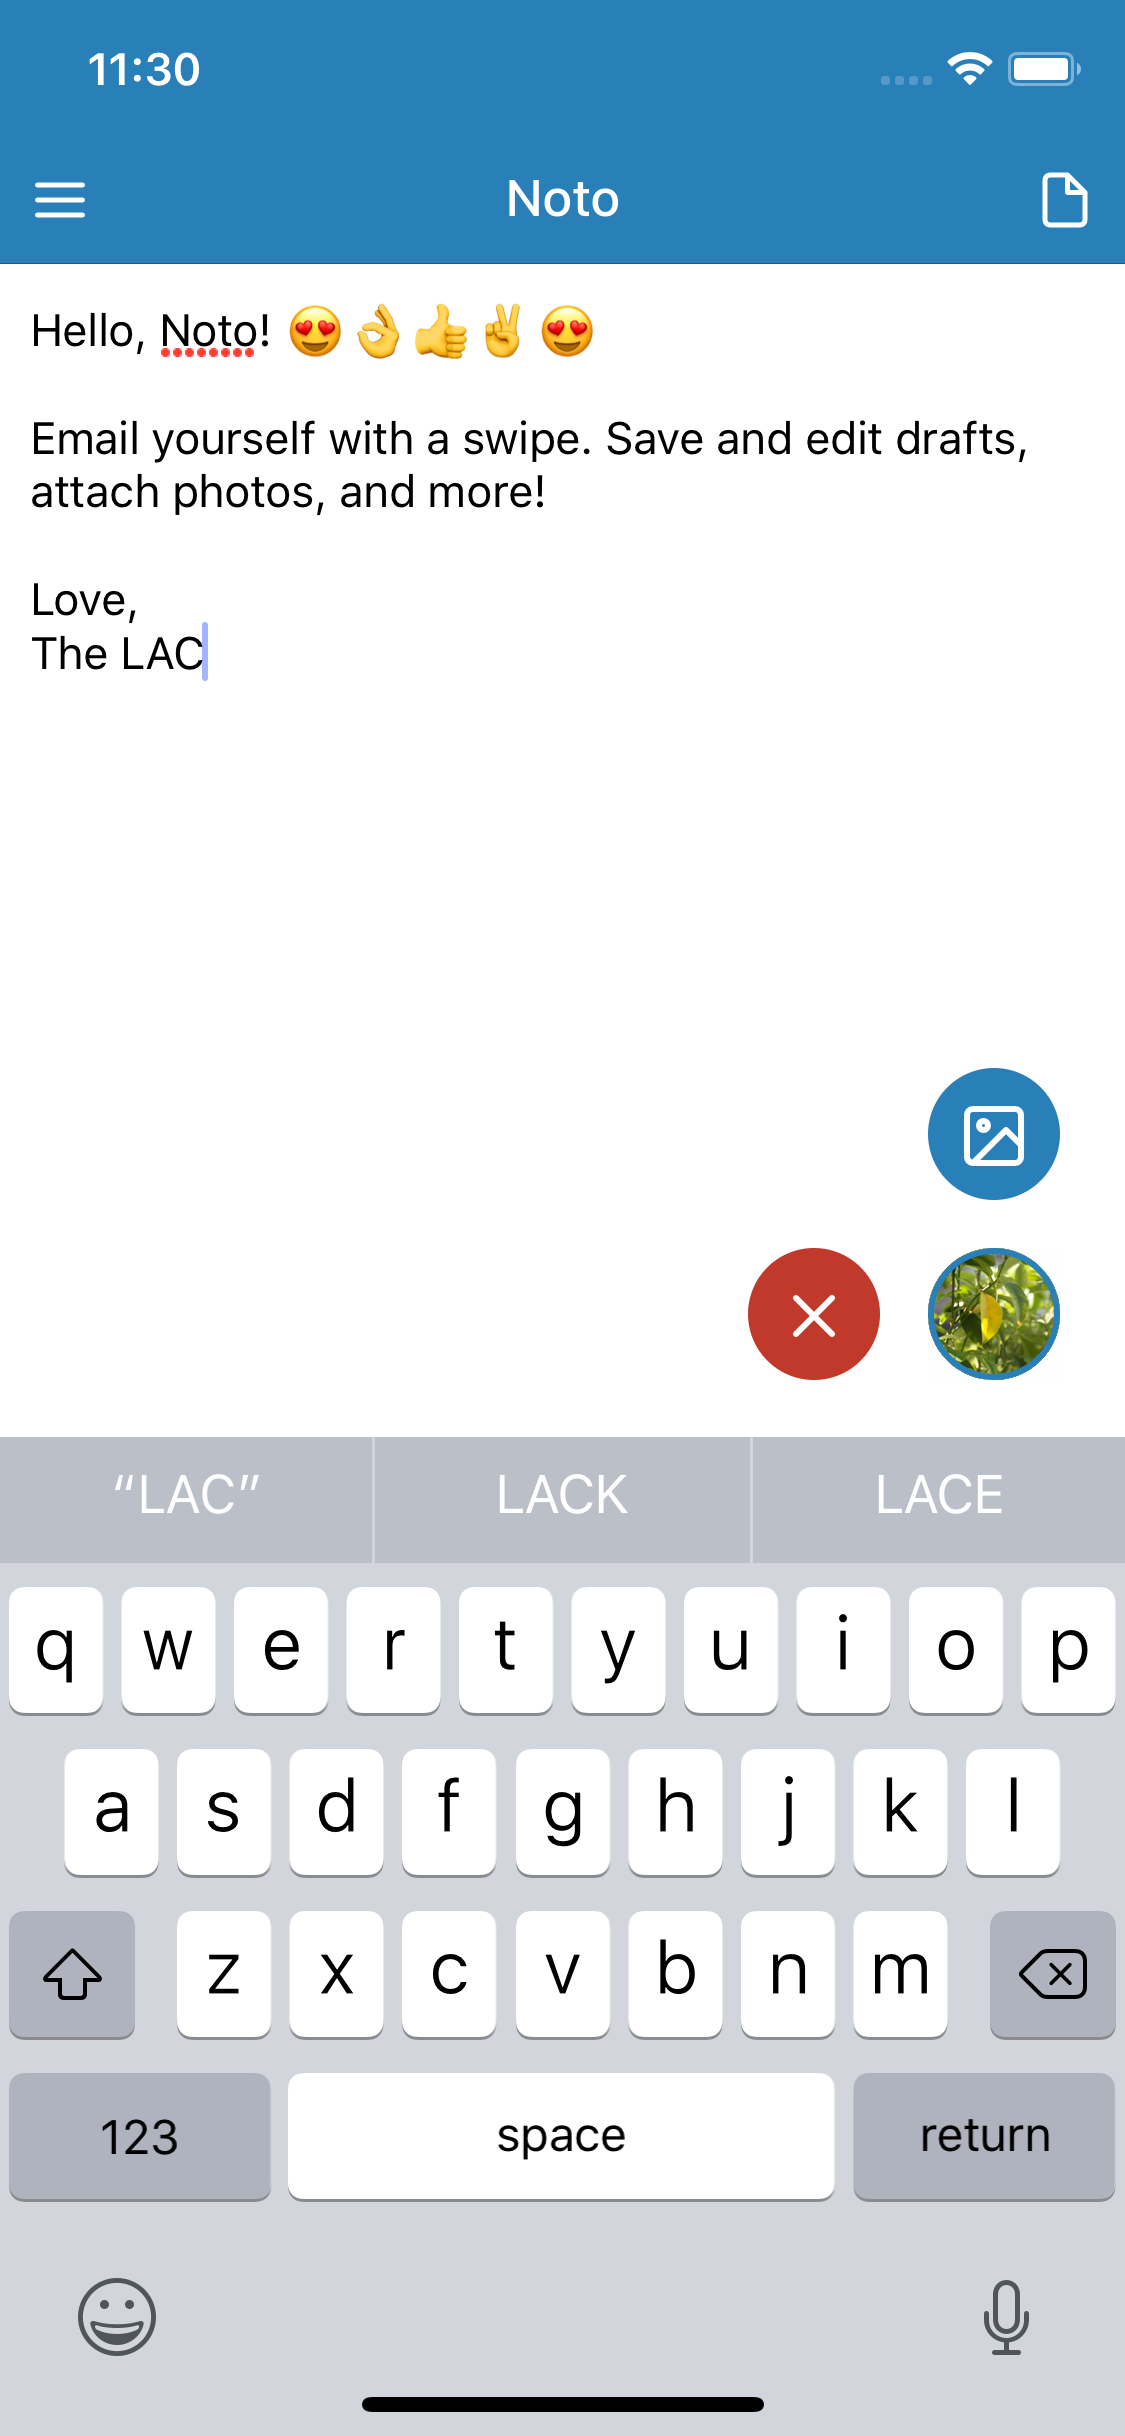 11:30
Noto
Hello, Noto! 😍👌👍✌️😍
Email yourself with a swipe. Save and edit drafts,
attach photos, and more!
Love,
The LAC
“LAC” LACK LACE
q w e r t y u i o p
a s d f g h j k l
z x c v b n m
123 space return